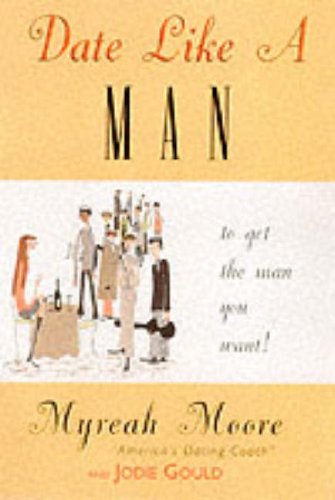 Date Like A
MAN
to get
the man
you
want!
Myreah Moore
"America's Dating Coach"
AND JODIE GOULD